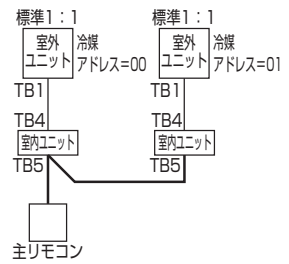 標準1：1
室外
ユニット
冷媒
アドレス=00
TB1
TB4
室内ユニット
TB5
主リモコン
標準1：1
室外
ユニット
冷媒
アドレス=01
TB1
TB4
室内ユニット
TB5